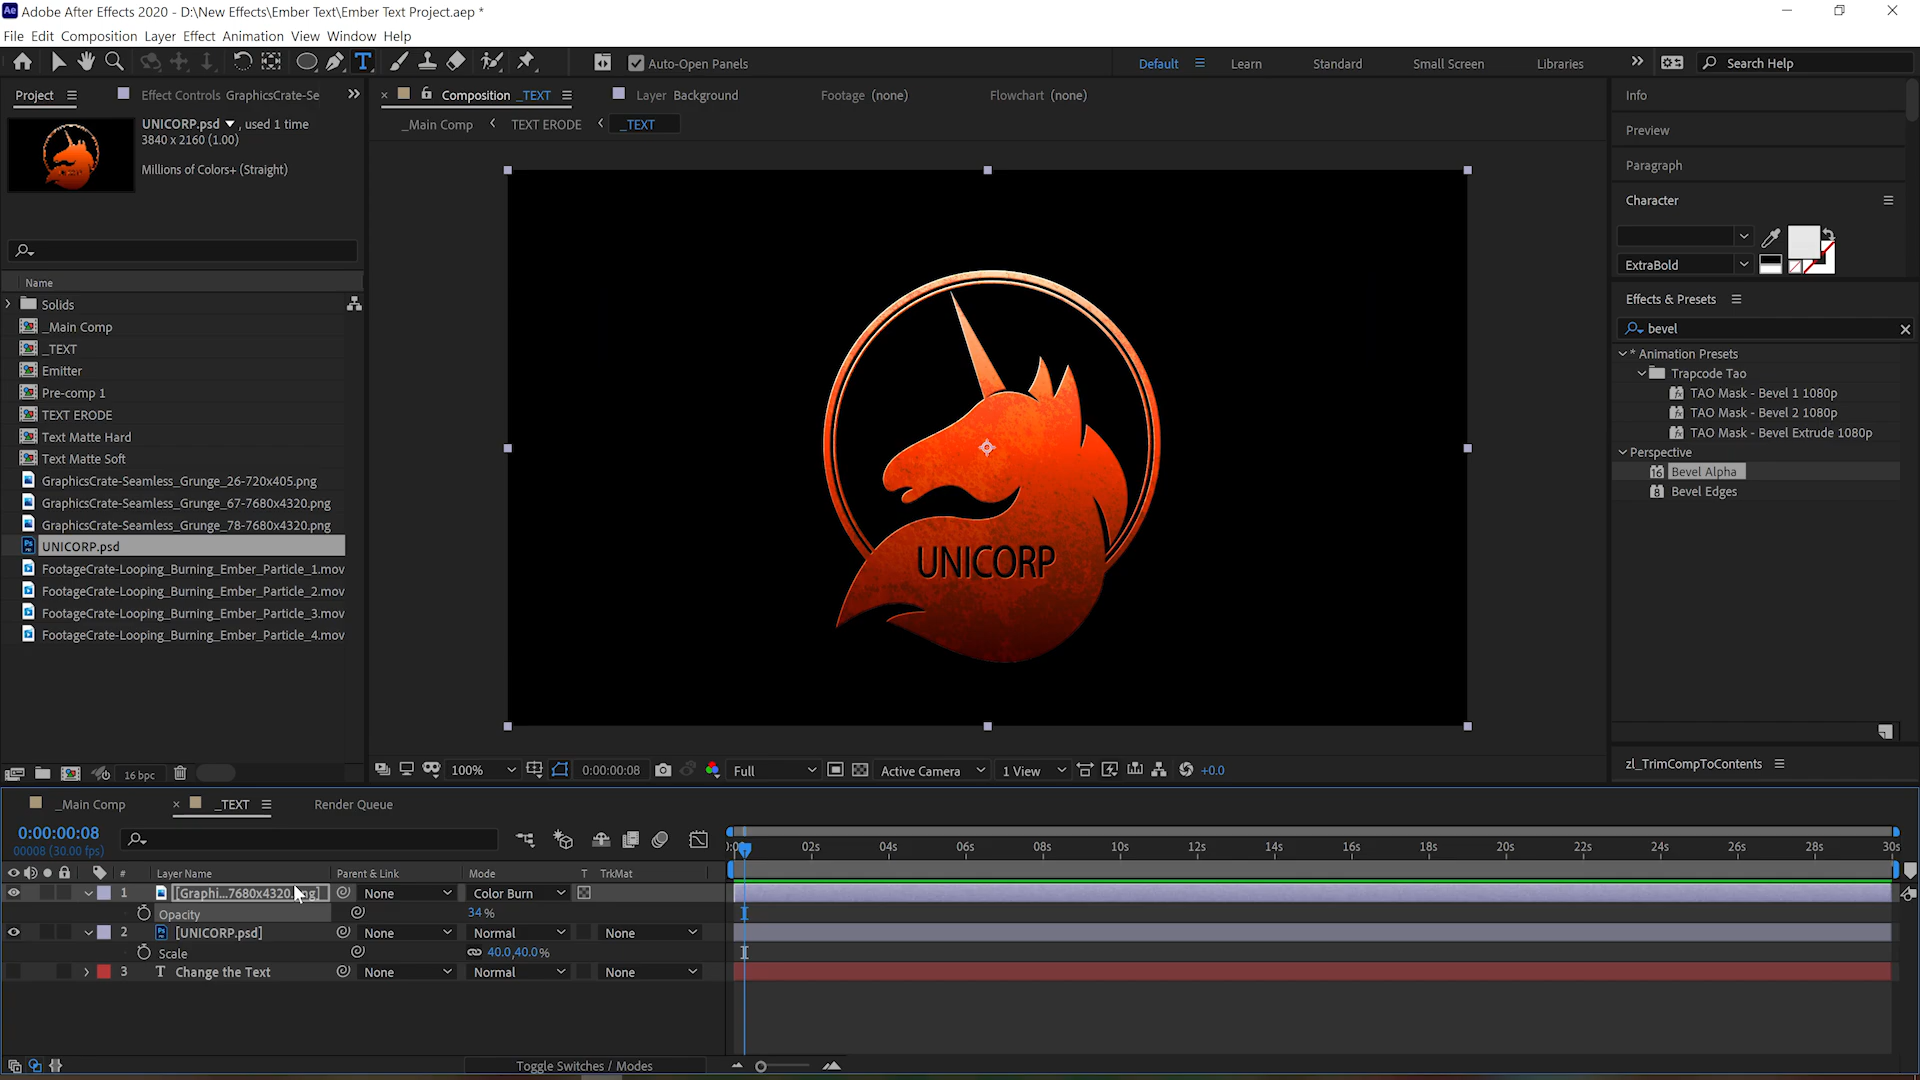 Adobe After Effects 2020 - D:\New Effects\Ember Text\Ember Text Project.aep *
File Edit Composition Layer Effect Animation View Window Help
Auto-Open Panels
Default Learn Standard Small Screen Libraries
Search Help
Project
Effect Controls GraphicsCrate-Se
UNICORP.psd , used 1 time
3840 x 2160 (1.00)
Millions of Colors+ (Straight)
Name
Solids
_Main Comp
_TEXT
Emitter
Pre-comp 1
TEXT ERODE
Text Matte Hard
Text Matte Soft
GraphicsCrate-Seamless_Grunge_26-720x405.png
GraphicsCrate-Seamless_Grunge_67-7680x4320.png
GraphicsCrate-Seamless_Grunge_78-7680x4320.png
UNICORP.psd
FootageCrate-Looping_Burning_Ember_Particle_1.mov
FootageCrate-Looping_Burning_Ember_Particle_2.mov
FootageCrate-Looping_Burning_Ember_Particle_3.mov
FootageCrate-Looping_Burning_Ember_Particle_4.mov
16 bpc
Composition _TEXT
Layer Background
Footage (none)
Flowchart (none)
_Main Comp TEXT ERODE _TEXT
UNICORP
100% 0:00:00:08 Full Active Camera 1 View +0.0
Info
Preview
Paragraph
Character
ExtraBold
Effects & Presets
bevel
* Animation Presets
Trapcode Tao
TAO Mask - Bevel 1 1080p
TAO Mask - Bevel 2 1080p
TAO Mask - Bevel Extrude 1080p
Perspective
Bevel Alpha
Bevel Edges
zl_TrimCompToContents
_Main Comp _TEXT Render Queue
0:00:00:08
00008 (30.00 fps)
02s 04s 06s 08s 10s 12s 14s 16s 18s 20s 22s 24s 26s 28s 30s
# Layer Name Parent & Link Mode T TrkMat
1 [Graphi...7680x4320.png] None Color Burn
Opacity 34 %
2 [UNICORP.psd] None Normal None
Scale 40.0,40.0%
3 T Change the Text None Normal None
Toggle Switches / Modes